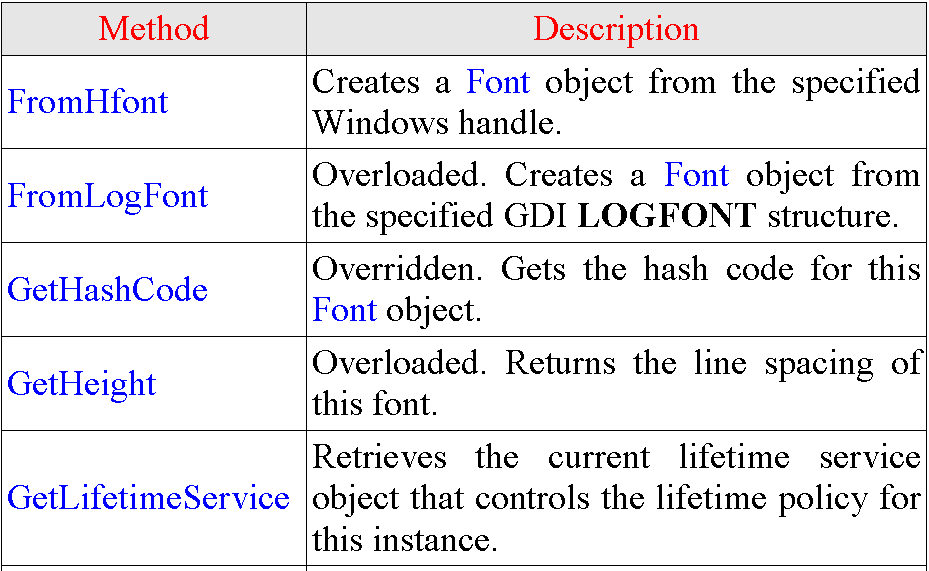 Method Description
FromHfont
Creates a Font object from the specified
Windows handle.
FromLogFont
Overloaded. Creates a Font object from
the specified GDI LOGFONT structure.
GetHashCode
Overridden. Gets the hash code for this
Font object.
GetHeight
Overloaded. Returns the line spacing of
this font.
GetLifetimeService
Retrieves the current lifetime service
object that controls the lifetime policy for
this instance.